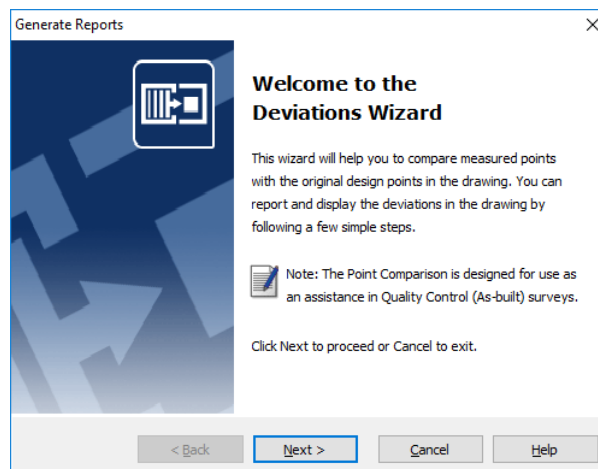 Generate Reports
Welcome to the
Deviations Wizard
This wizard will help you to compare measured points
with the original design points in the drawing. You can
report and display the deviations in the drawing by
following a few simple steps.
Note: The Point Comparison is designed for use as
an assistance in Quality Control (As-built) surveys.
Click Next to proceed or Cancel to exit.
< Back Next > Cancel Help